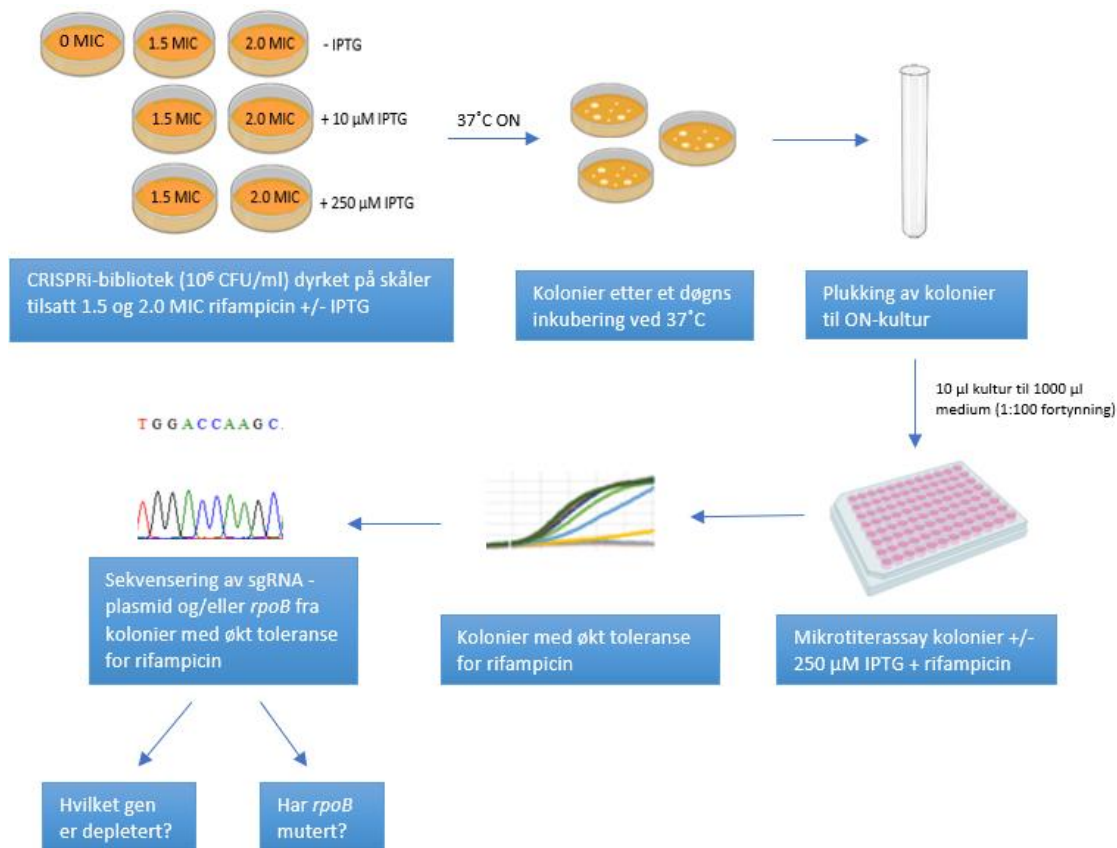 0 MIC
1.5 MIC
2.0 MIC
- IPTG
1.5 MIC
2.0 MIC
+ 10 µM IPTG
1.5 MIC
2.0 MIC
+ 250 µM IPTG
37˚C ON
CRISPRi-bibliotek (10⁶ CFU/ml) dyrket på skåler
tilsatt 1.5 og 2.0 MIC rifampicin +/- IPTG
Kolonier etter et døgns
inkubering ved 37˚C
Plukking av kolonier
til ON-kultur
10 µl kultur til 1000 µl
medium (1:100 fortynning)
Mikrotiterassay kolonier +/-
250 µM IPTG + rifampicin
Kolonier med økt toleranse
for rifampicin
TGGACCAAGC.
Sekvensering av sgRNA -
plasmid og/eller rpoB fra
kolonier med økt toleranse
for rifampicin
Hvilket gen
er depletert?
Har rpoB
mutert?